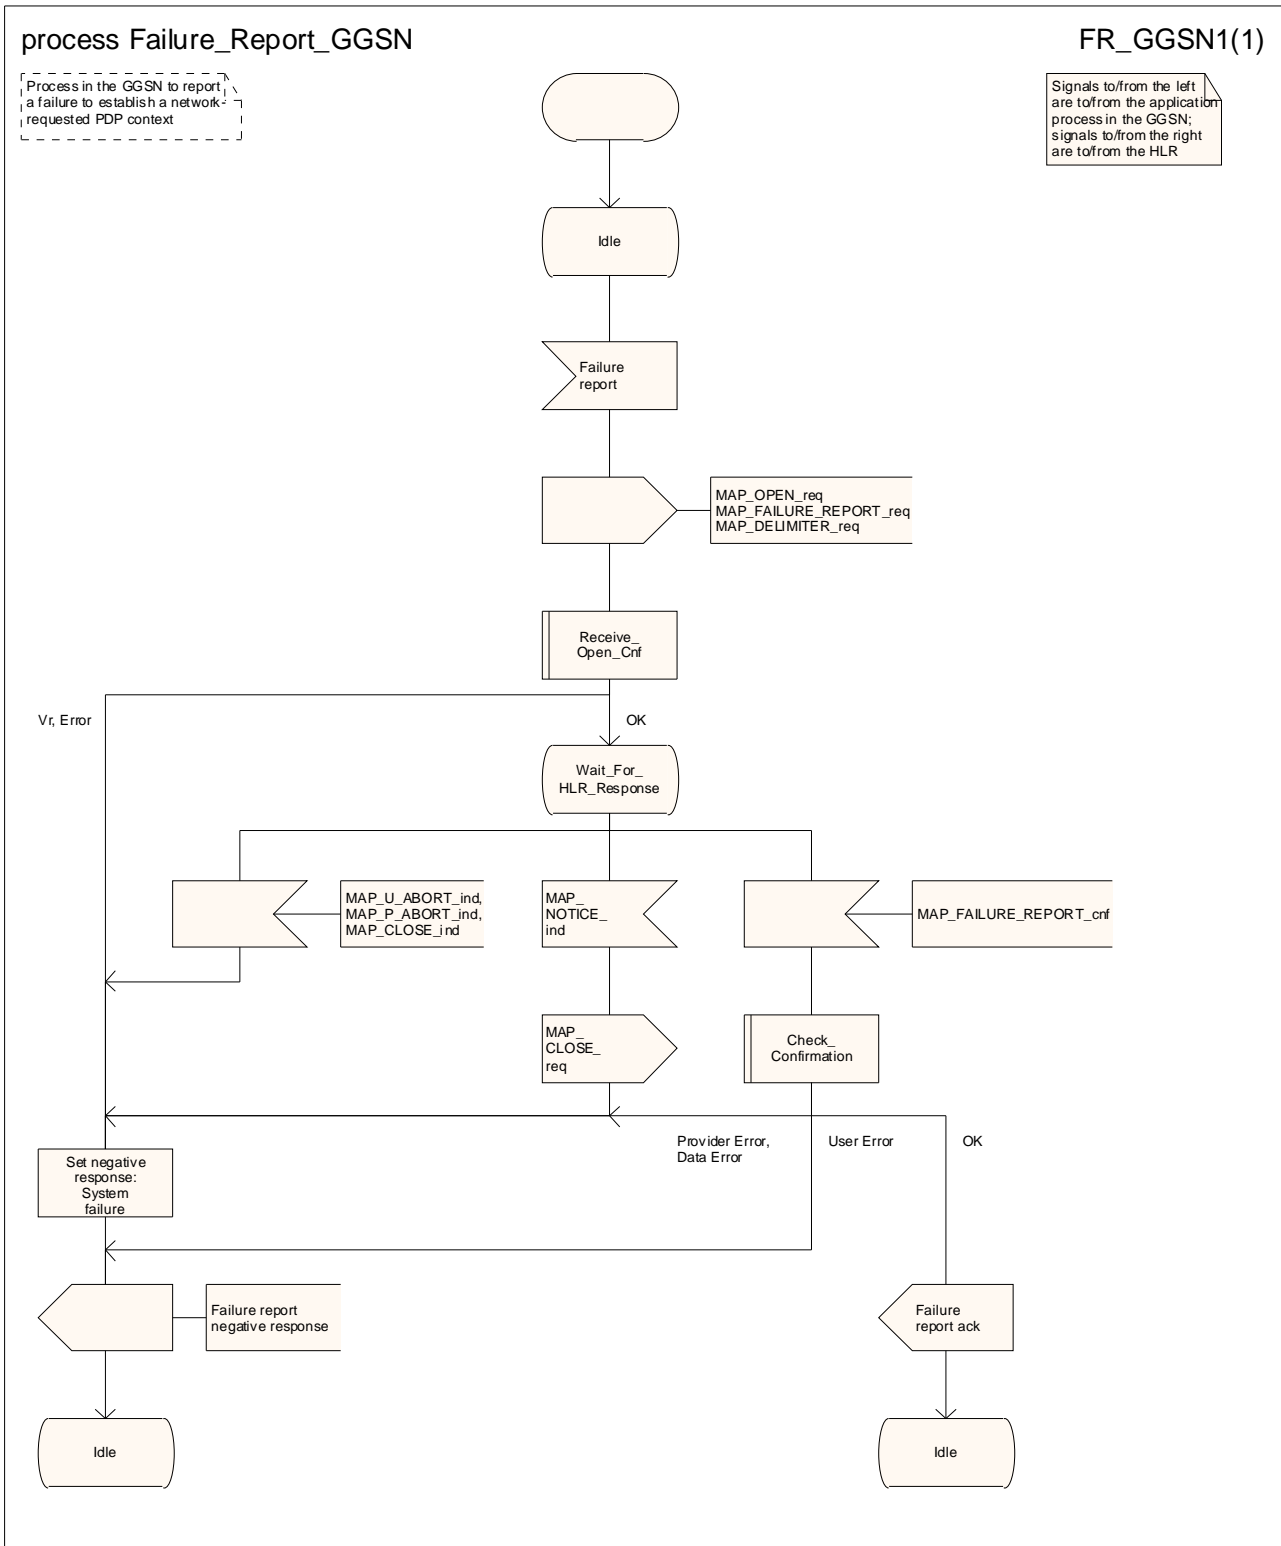 process Failure_Report_GGSN
FR_GGSN1(1)
Process in the GGSN to report
a failure to establish a network-
requested PDP context
Signals to/from the left
are to/from the application
process in the GGSN;
signals to/from the right
are to/from the HLR
Idle
Failure
report
MAP_OPEN_req
MAP_FAILURE_REPORT_req
MAP_DELIMITER_req
Receive_
Open_Cnf
Vr, Error
OK
Wait_For_
HLR_Response
MAP_U_ABORT_ind,
MAP_P_ABORT_ind,
MAP_CLOSE_ind
MAP_
NOTICE_
ind
MAP_FAILURE_REPORT_cnf
MAP_
CLOSE_
req
Check_
Confirmation
Provider Error,
Data Error
User Error
OK
Set negative
response:
System
failure
Failure report
negative response
Failure
report ack
Idle
Idle